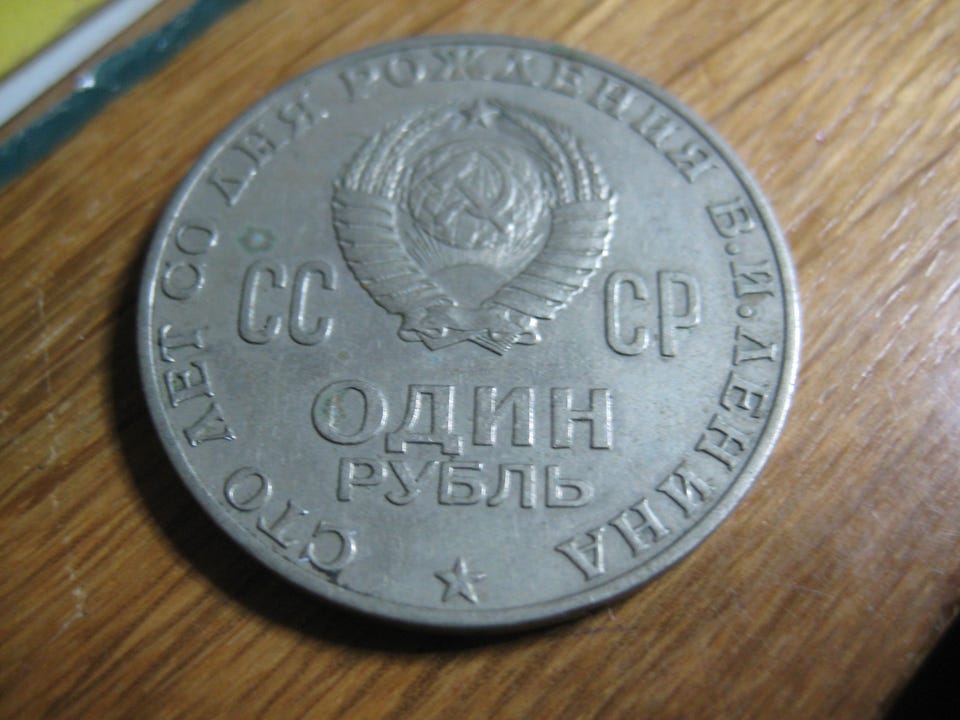 СТО ЛЕТ СО ДНЯ РОЖДЕНИЯ В.И.ЛЕНИНА
СС СР
ОДИН
РУБЛЬ